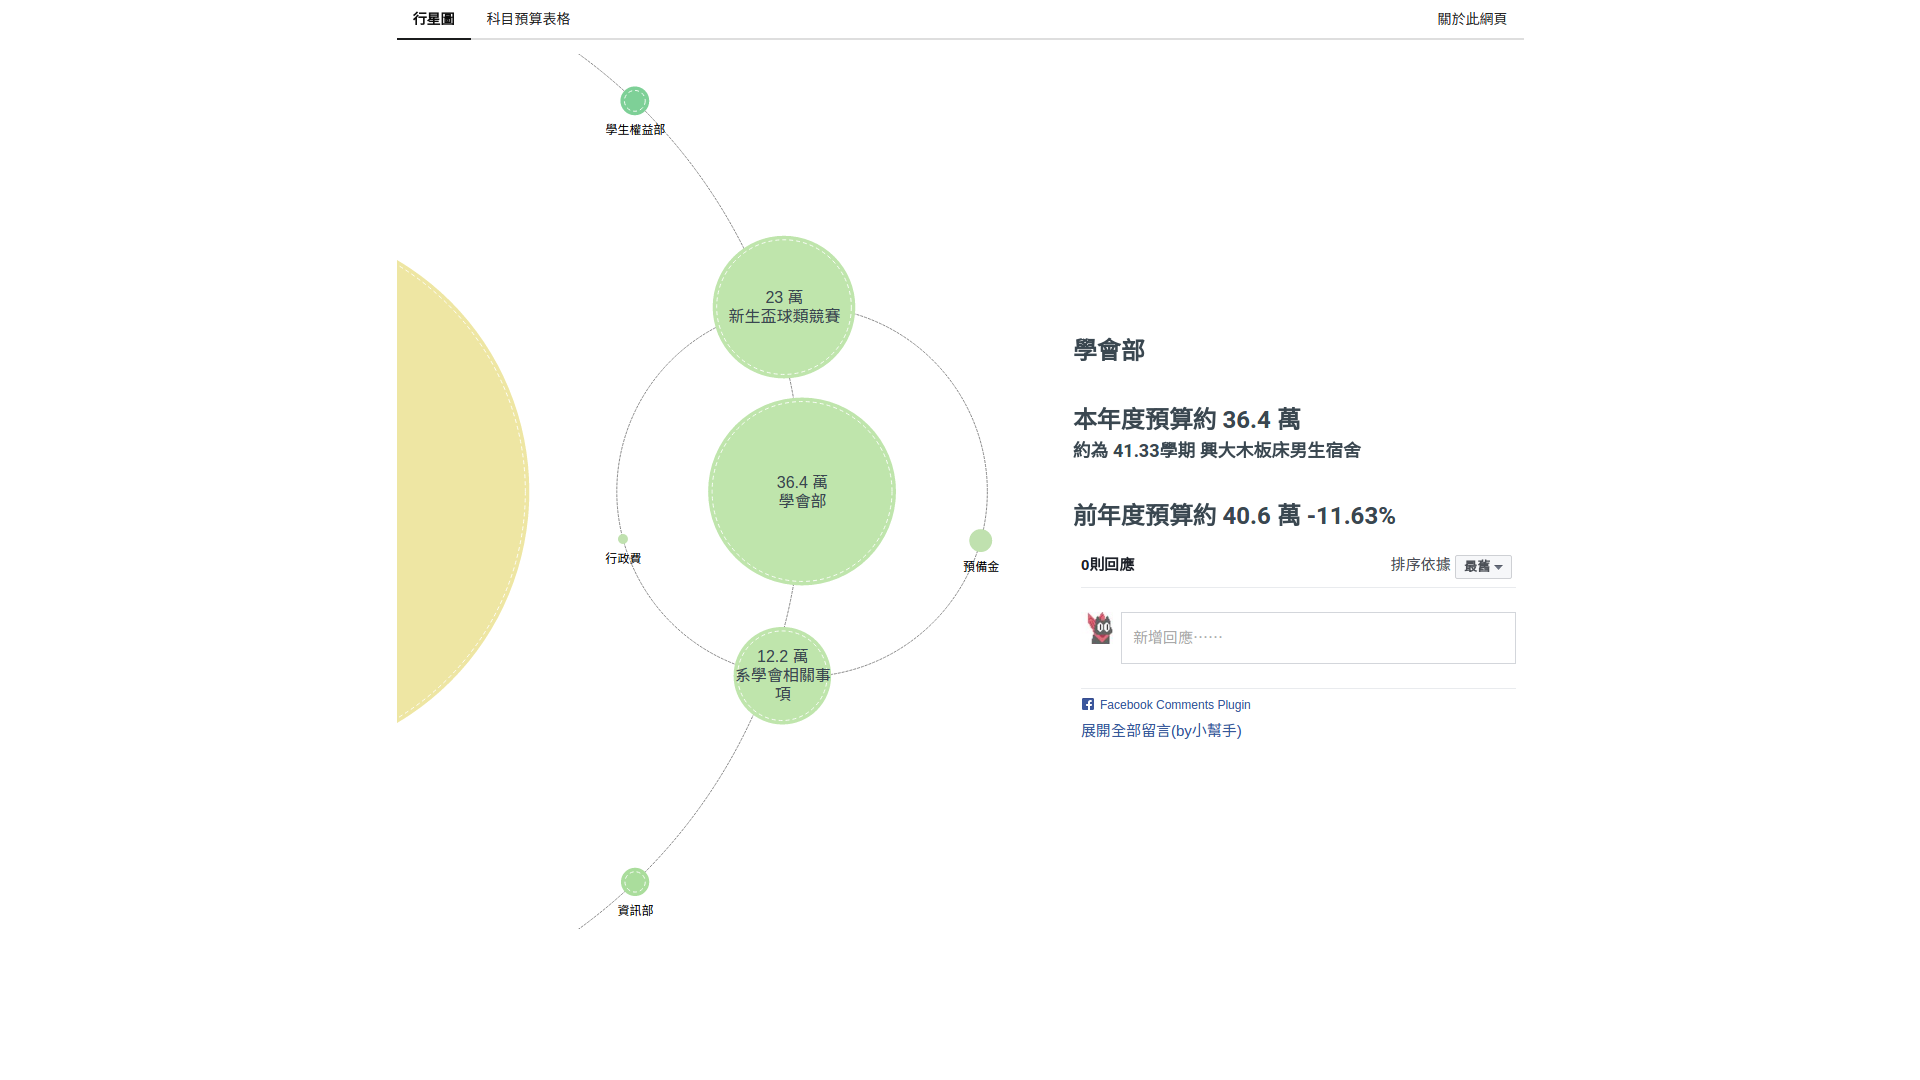 行星圖
科目預算表格
關於此網頁
學生權益部
23 萬
新生盃球類競賽
36.4 萬
學會部
行政費
預備金
12.2 萬
系學會相關事
項
資訊部
學會部
本年度預算約 36.4 萬
約為 41.33學期 興大木板床男生宿舍
前年度預算約 40.6 萬 -11.63%
0則回應
排序依據 最舊
新增回應……
Facebook Comments Plugin
展開全部留言(by小幫手)